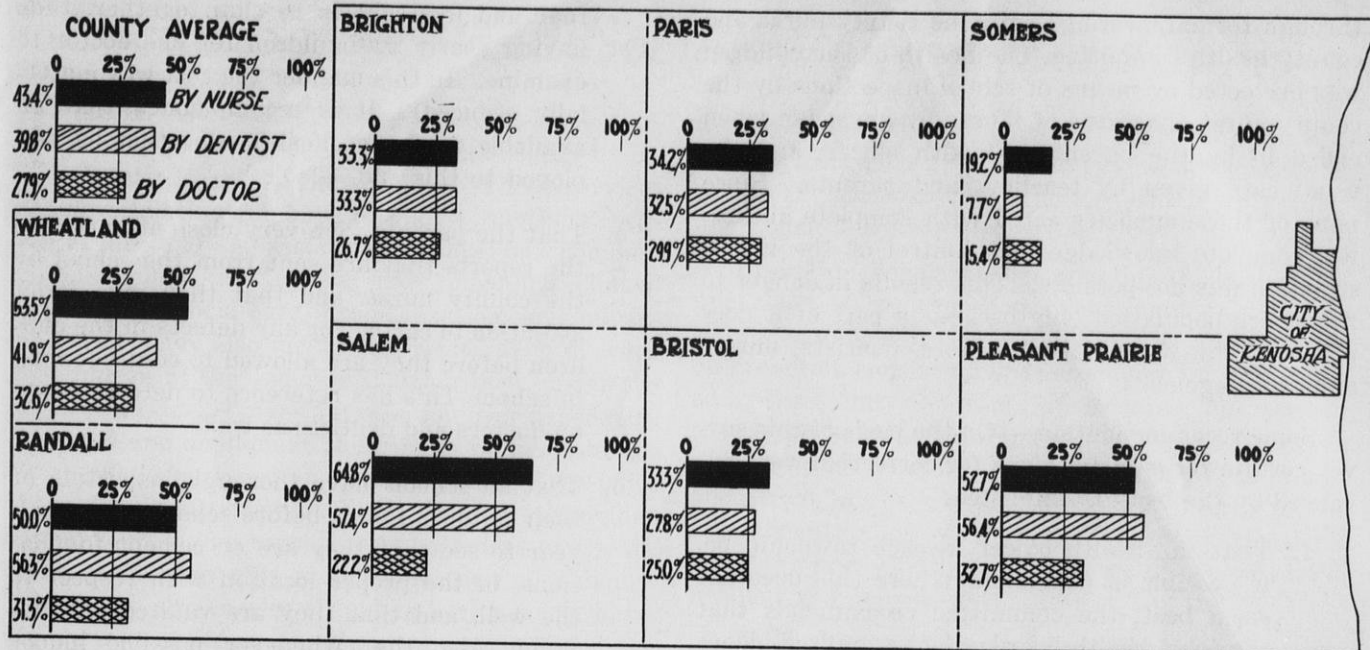 COUNTY AVERAGE
0 25% 50% 75% 100%
43.4% BY NURSE
39.8% BY DENTIST
27.9% BY DOCTOR
BRIGHTON
0 25% 50% 75% 100%
33.3%
33.3%
26.7%
PARIS
0 25% 50% 75% 100%
34.2%
32.5%
29.9%
SOMERS
0 25% 50% 75% 100%
19.2%
7.7%
15.4%
WHEATLAND
0 25% 50% 75% 100%
53.5%
41.9%
32.6%
RANDALL
0 25% 50% 75% 100%
50.0%
56.3%
31.3%
SALEM
0 25% 50% 75% 100%
64.8%
57.4%
22.2%
BRISTOL
0 25% 50% 75% 100%
33.3%
27.8%
25.0%
PLEASANT PRAIRIE
0 25% 50% 75% 100%
52.7%
56.4%
32.7%
CITY
OF
KENOSHA